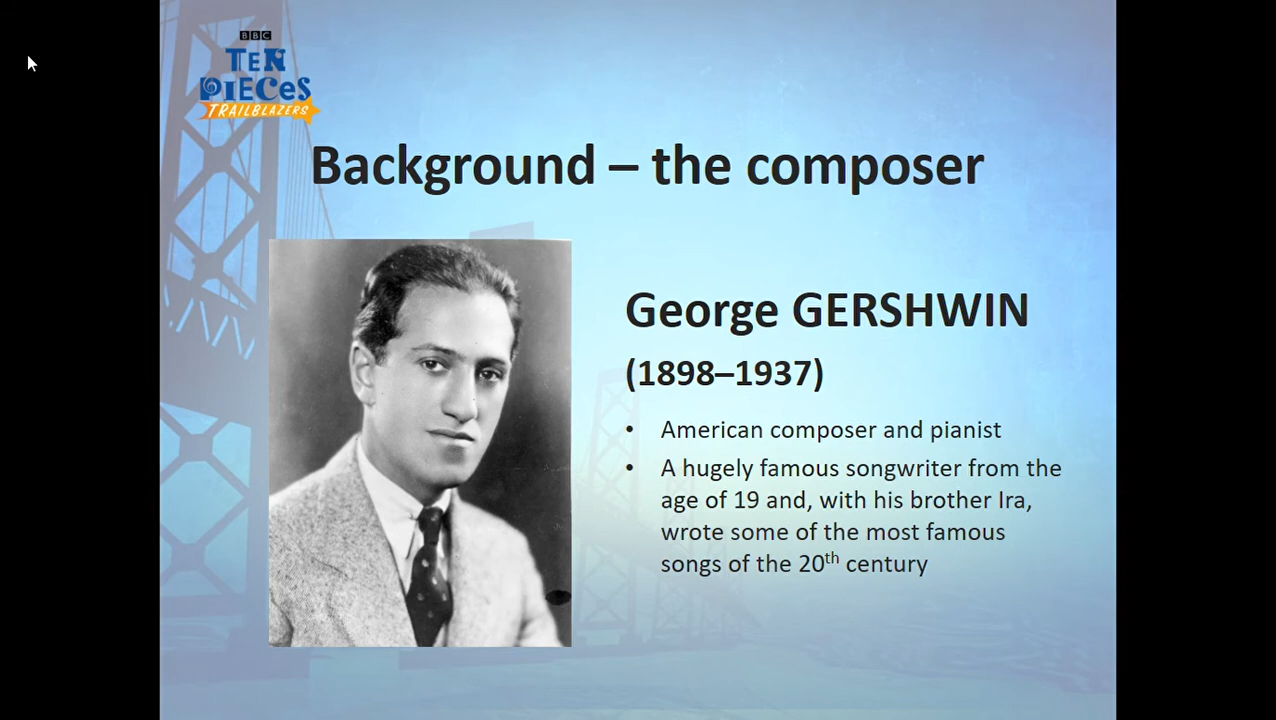 BBC
TEN
PIECES
TRAILBLAZERS
Background – the composer
George GERSHWIN
(1898–1937)
• American composer and pianist
• A hugely famous songwriter from the
age of 19 and, with his brother Ira,
wrote some of the most famous
songs of the 20th century